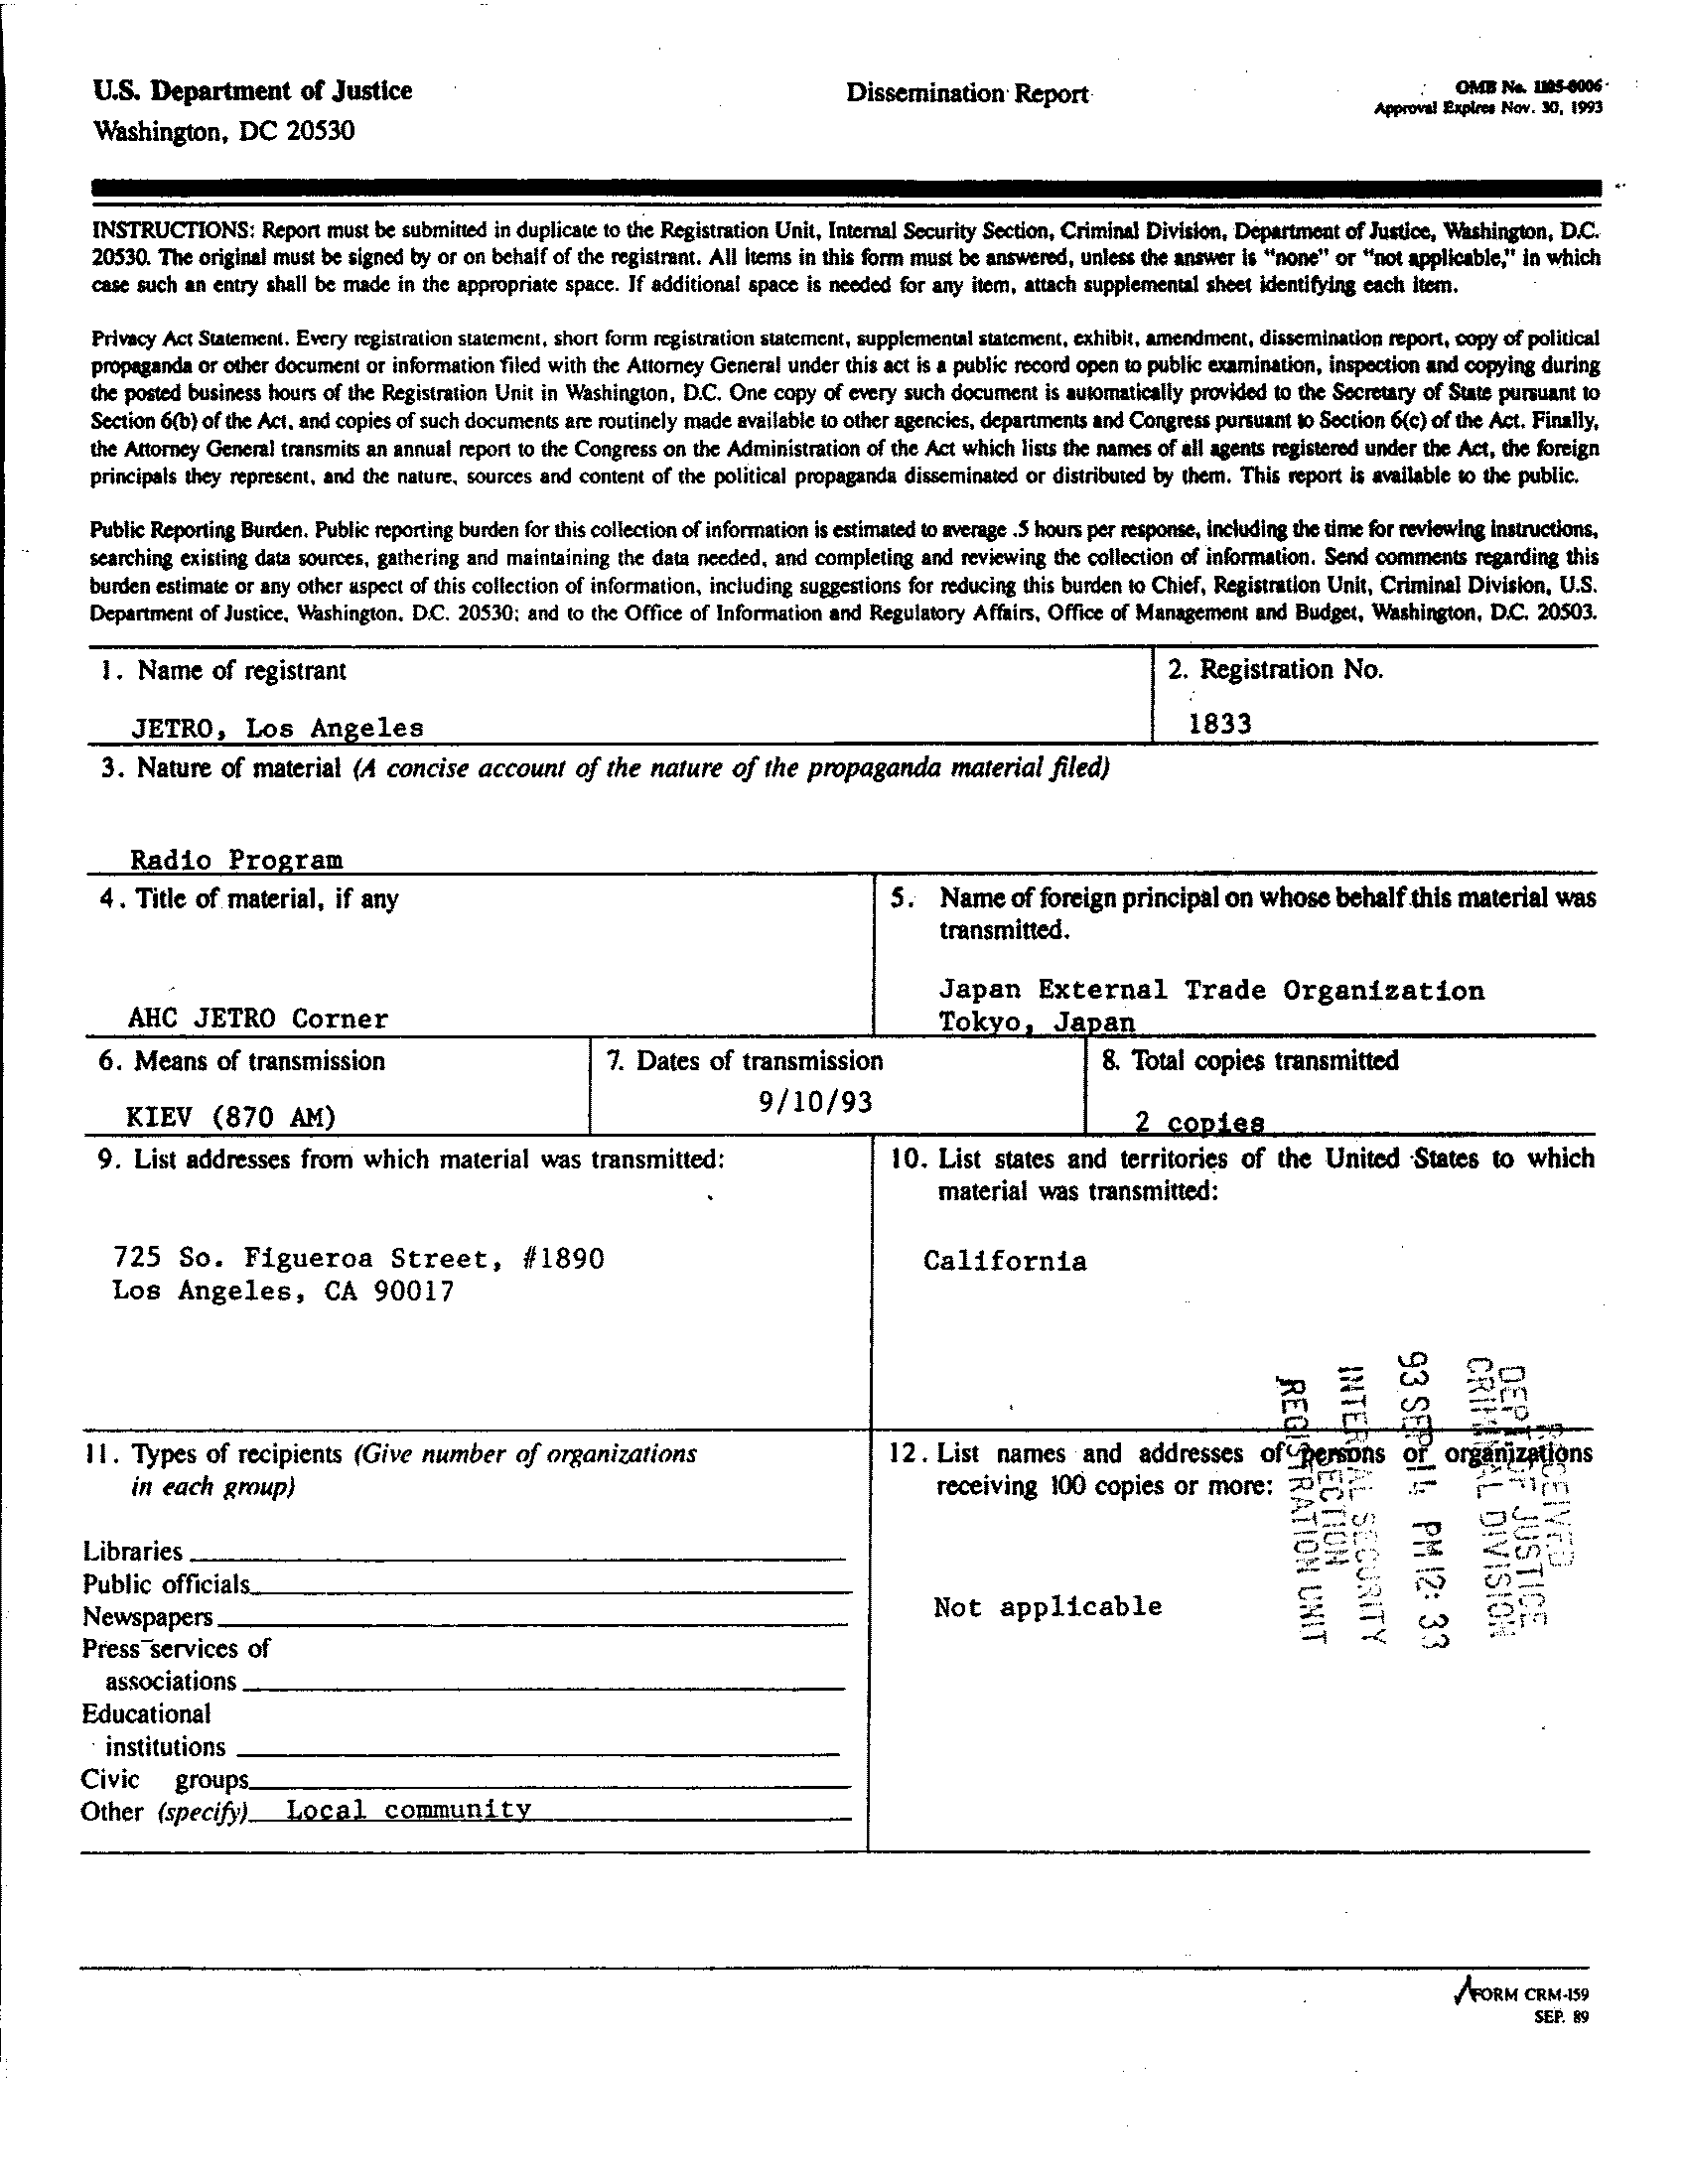 U.S. Department of Justice
Washington, DC 20530
Dissemination Report
OMB No. 1105-0006
Approval Expires Nov. 30, 1993
INSTRUCTIONS: Report must be submitted in duplicate to the Registration Unit, Internal Security Section, Criminal Division, Department of Justice, Washington, D.C.
20530. The original must be signed by or on behalf of the registrant. All items in this form must be answered, unless the answer is "none" or "not applicable," in which
case such an entry shall be made in the appropriate space. If additional space is needed for any item, attach supplemental sheet identifying each item.
Privacy Act Statement. Every registration statement, short form registration statement, supplemental statement, exhibit, amendment, dissemination report, copy of political
propaganda or other document or information filed with the Attorney General under this act is a public record open to public examination, inspection and copying during
the posted business hours of the Registration Unit in Washington, D.C. One copy of every such document is automatically provided to the Secretary of State pursuant to
Section 6(b) of the Act, and copies of such documents are routinely made available to other agencies, departments and Congress pursuant to Section 6(c) of the Act. Finally,
the Attorney General transmits an annual report to the Congress on the Administration of the Act which lists the names of all agents registered under the Act, the foreign
principals they represent, and the nature, sources and content of the political propaganda disseminated or distributed by them. This report is available to the public.
Public Reporting Burden. Public reporting burden for this collection of information is estimated to average .5 hours per response, including the time for reviewing instructions,
searching existing data sources, gathering and maintaining the data needed, and completing and reviewing the collection of information. Send comments regarding this
burden estimate or any other aspect of this collection of information, including suggestions for reducing this burden to Chief, Registration Unit, Criminal Division, U.S.
Department of Justice, Washington, D.C. 20530; and to the Office of Information and Regulatory Affairs, Office of Management and Budget, Washington, D.C. 20503.
1. Name of registrant
JETRO, Los Angeles
2. Registration No.
1833
3. Nature of material (A concise account of the nature of the propaganda material filed)
Radio Program
4. Title of material, if any
AHC JETRO Corner
5. Name of foreign principal on whose behalf this material was
transmitted.
Japan External Trade Organization
Tokyo, Japan
6. Means of transmission
KIEV (870 AM)
7. Dates of transmission
9/10/93
8. Total copies transmitted
2 copies
9. List addresses from which material was transmitted:
725 So. Figueroa Street, #1890
Los Angeles, CA 90017
10. List states and territories of the United States to which
material was transmitted:
California
11. Types of recipients (Give number of organizations
in each group)
Libraries
Public officials
Newspapers
Press services of
associations
Educational
institutions
Civic groups
Other (specify) Local community
12. List names and addresses of persons or organizations
receiving 100 copies or more:
Not applicable
RECEIVED
DEPT OF JUSTICE
CRIMINAL DIVISION
93 SEP 14 PM 12: 33
INTERNAL SECURITY
SECTION
REGISTRATION UNIT
FORM CRM-159
SEP. 89